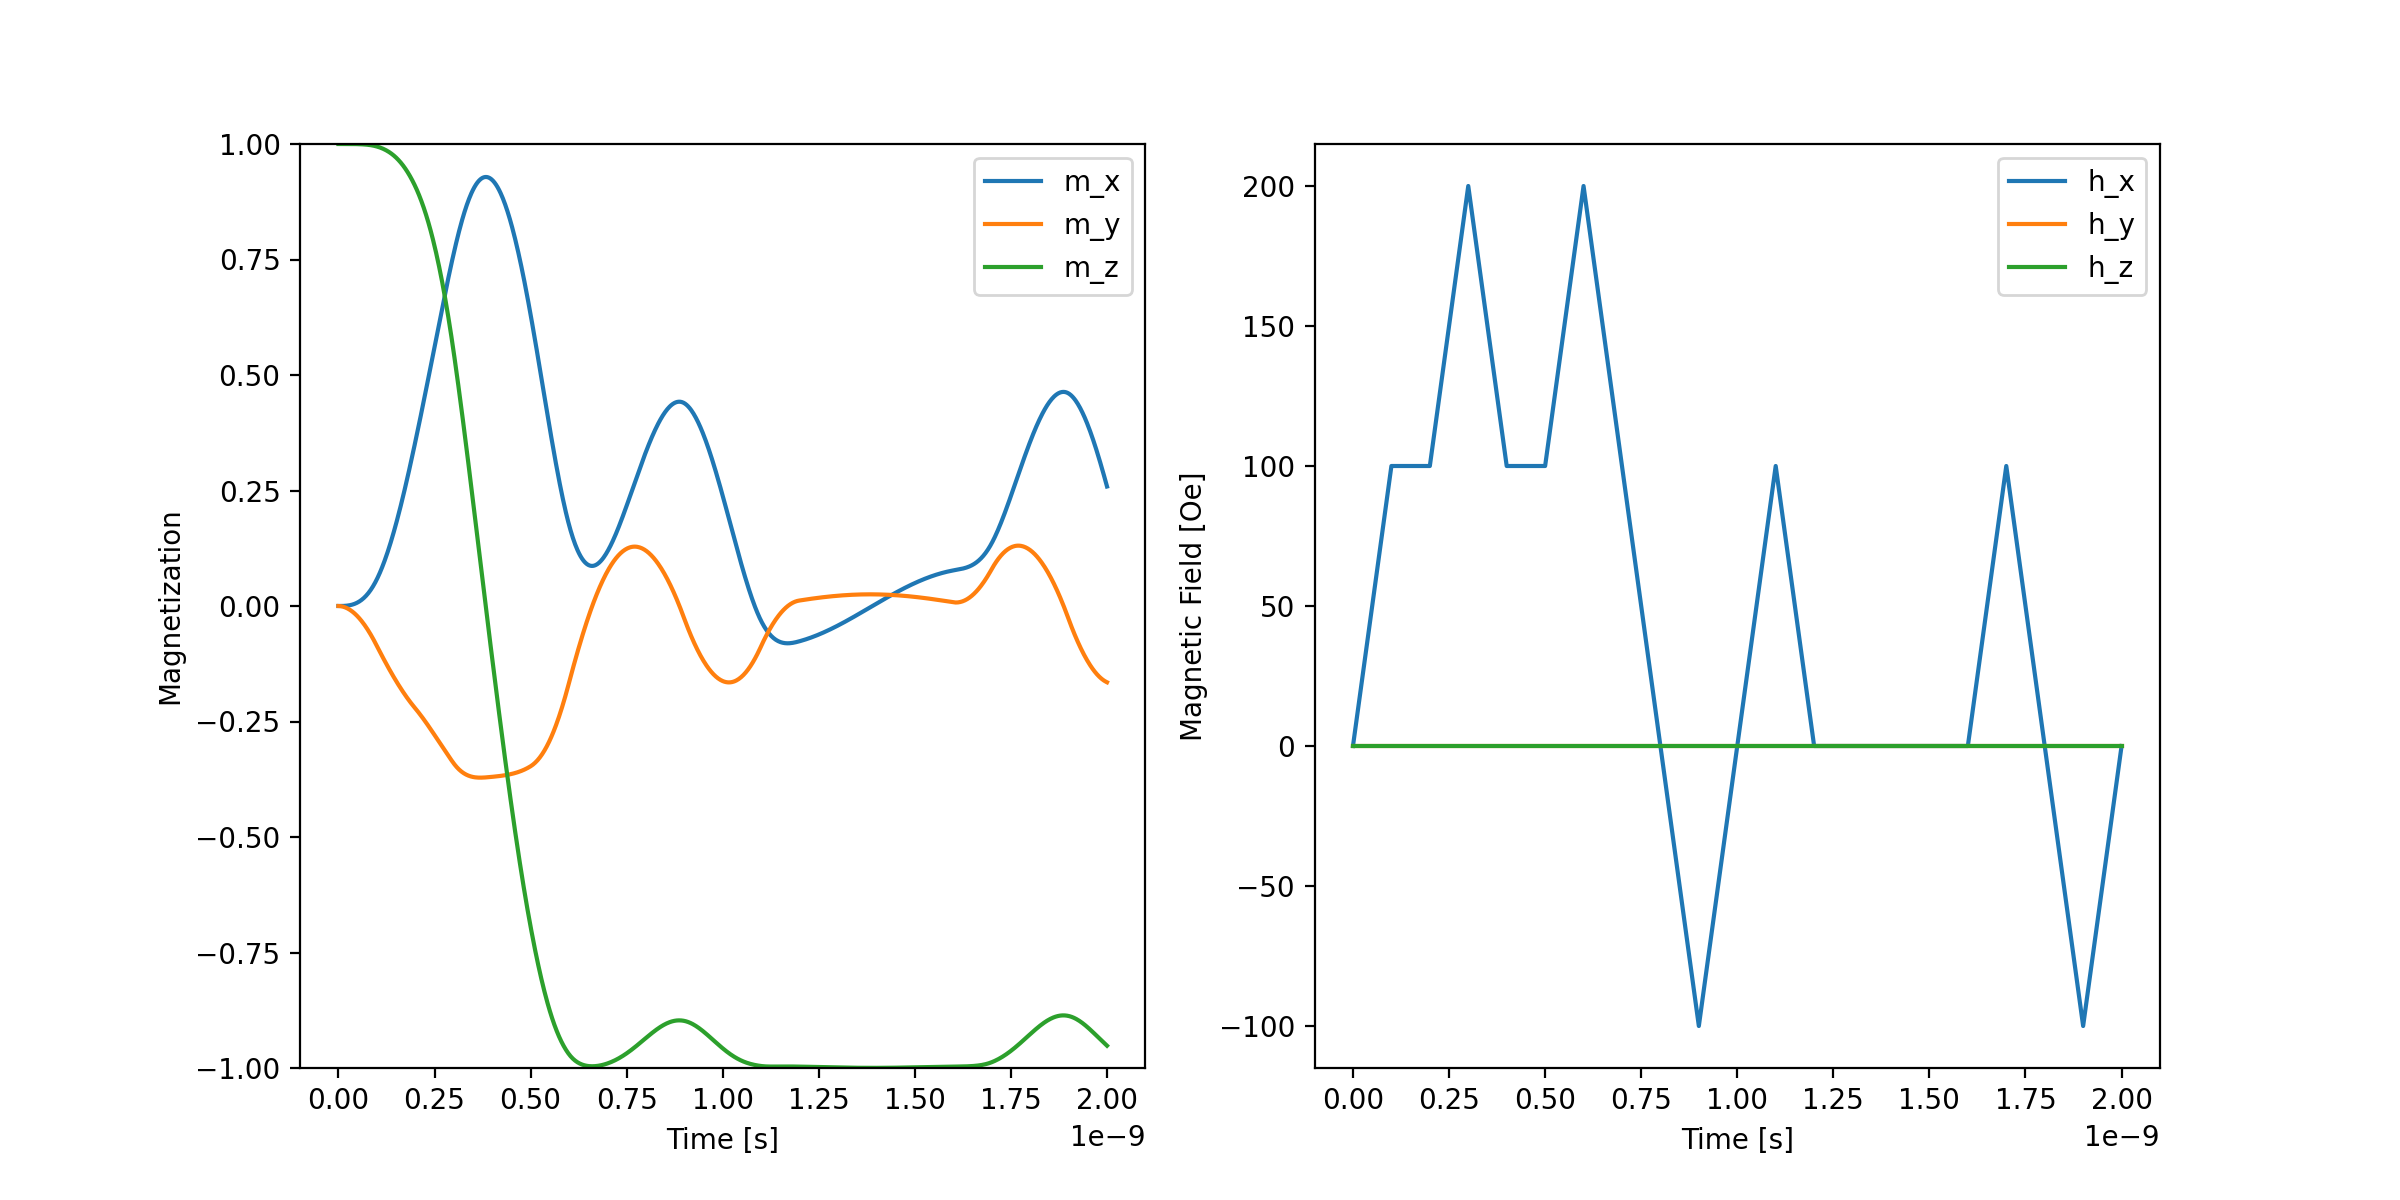 1.00
0.75
0.50
0.25
0.00
−0.25
−0.50
−0.75
−1.00
Magnetization
m_x
m_y
m_z
0.00 0.25 0.50 0.75 1.00 1.25 1.50 1.75 2.00
Time [s]
1e−9
200
150
100
50
0
−50
−100
Magnetic Field [Oe]
h_x
h_y
h_z
0.00 0.25 0.50 0.75 1.00 1.25 1.50 1.75 2.00
Time [s]
1e−9